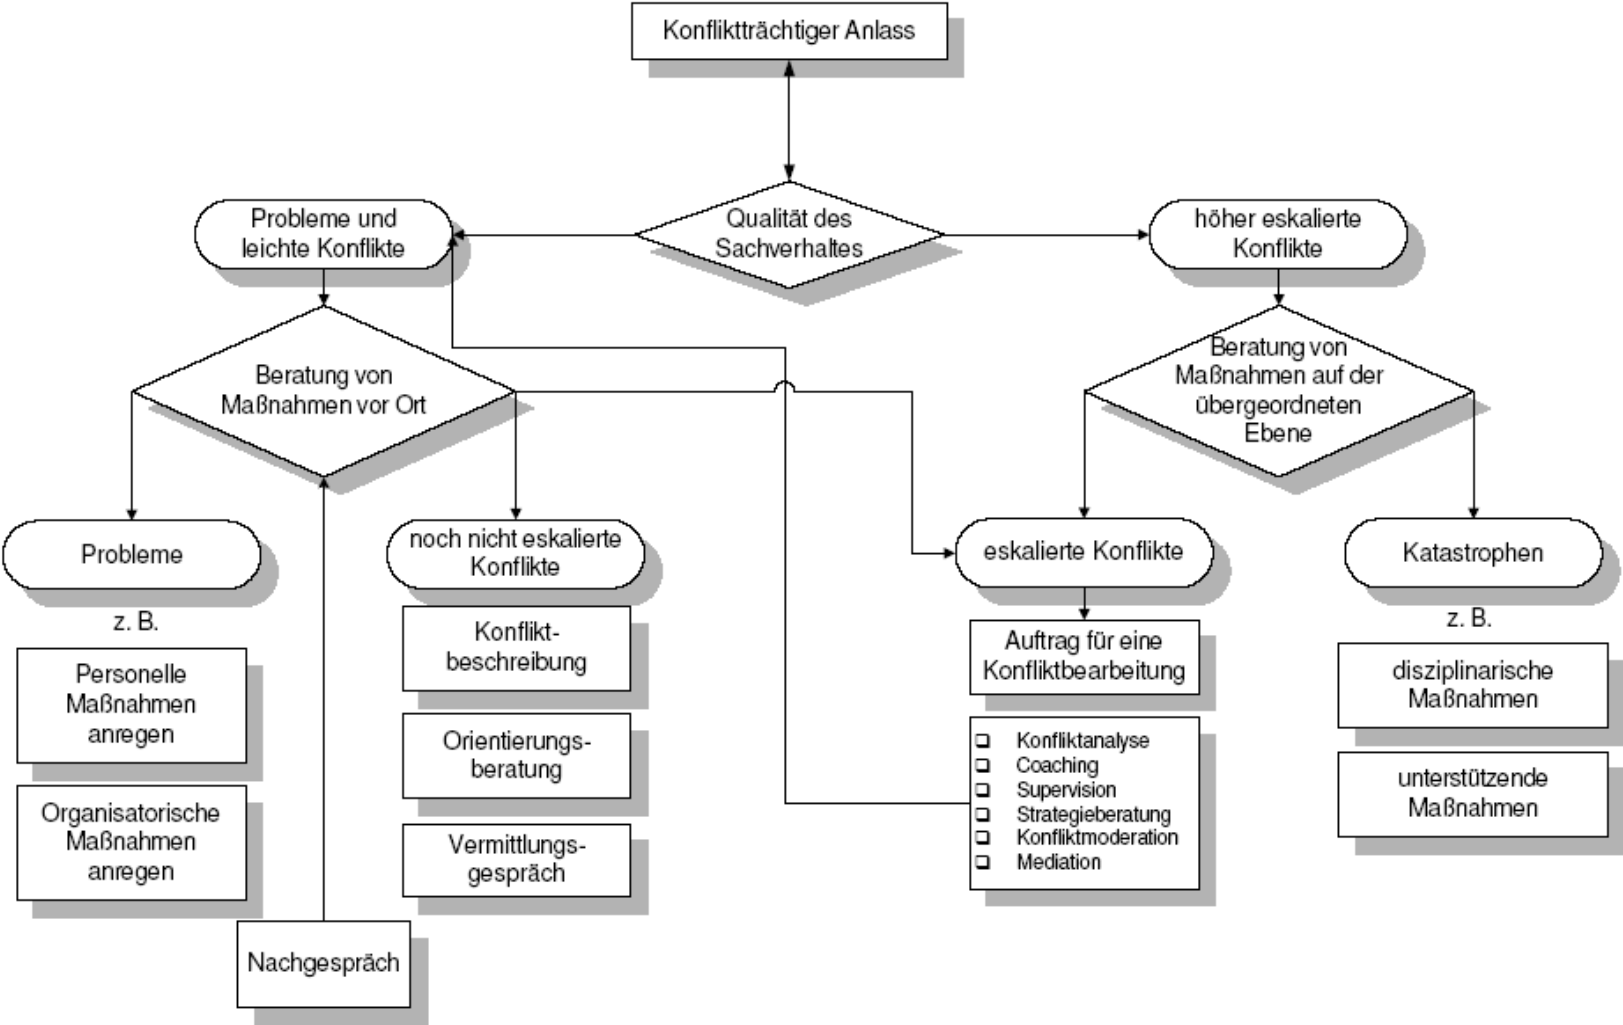 Konfliktträchtiger Anlass
Probleme und
leichte Konflikte
Qualität des
Sachverhaltes
höher eskalierte
Konflikte
Beratung von
Maßnahmen vor Ort
Beratung von
Maßnahmen auf der
übergeordneten
Ebene
Probleme
noch nicht eskalierte
Konflikte
eskalierte Konflikte
Katastrophen
z. B.
Personelle
Maßnahmen
anregen
Organisatorische
Maßnahmen
anregen
Nachgespräch
Konflikt-
beschreibung
Orientierungs-
beratung
Vermittlungs-
gespräch
Auftrag für eine
Konfliktbearbeitung
❑ Konfliktanalyse
❑ Coaching
❑ Supervision
❑ Strategieberatung
❑ Konfliktmoderation
❑ Mediation
z. B.
disziplinarische
Maßnahmen
unterstützende
Maßnahmen